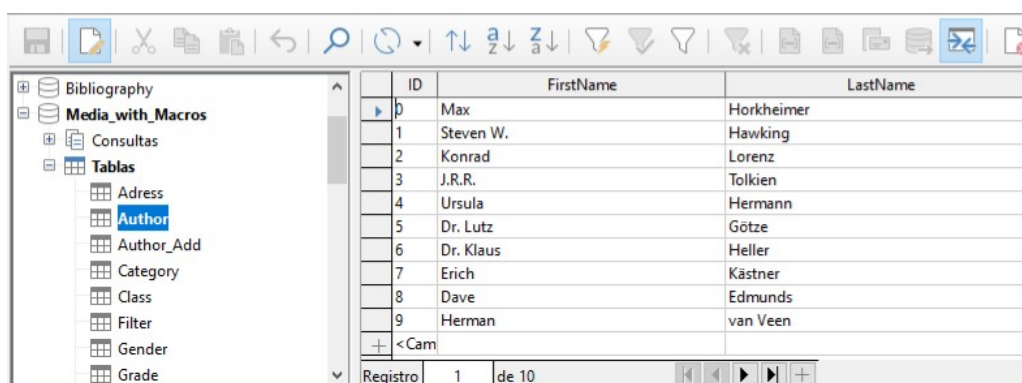 ID FirstName LastName
Bibliography
Media_with_Macros
Consultas
Tablas
Adress
Author
Author_Add
Category
Class
Filter
Gender
Grade
0 Max Horkheimer
1 Steven W. Hawking
2 Konrad Lorenz
3 J.R.R. Tolkien
4 Ursula Hermann
5 Dr. Lutz Götze
6 Dr. Klaus Heller
7 Erich Kästner
8 Dave Edmunds
9 Herman van Veen
<Cam
Registro 1 de 10